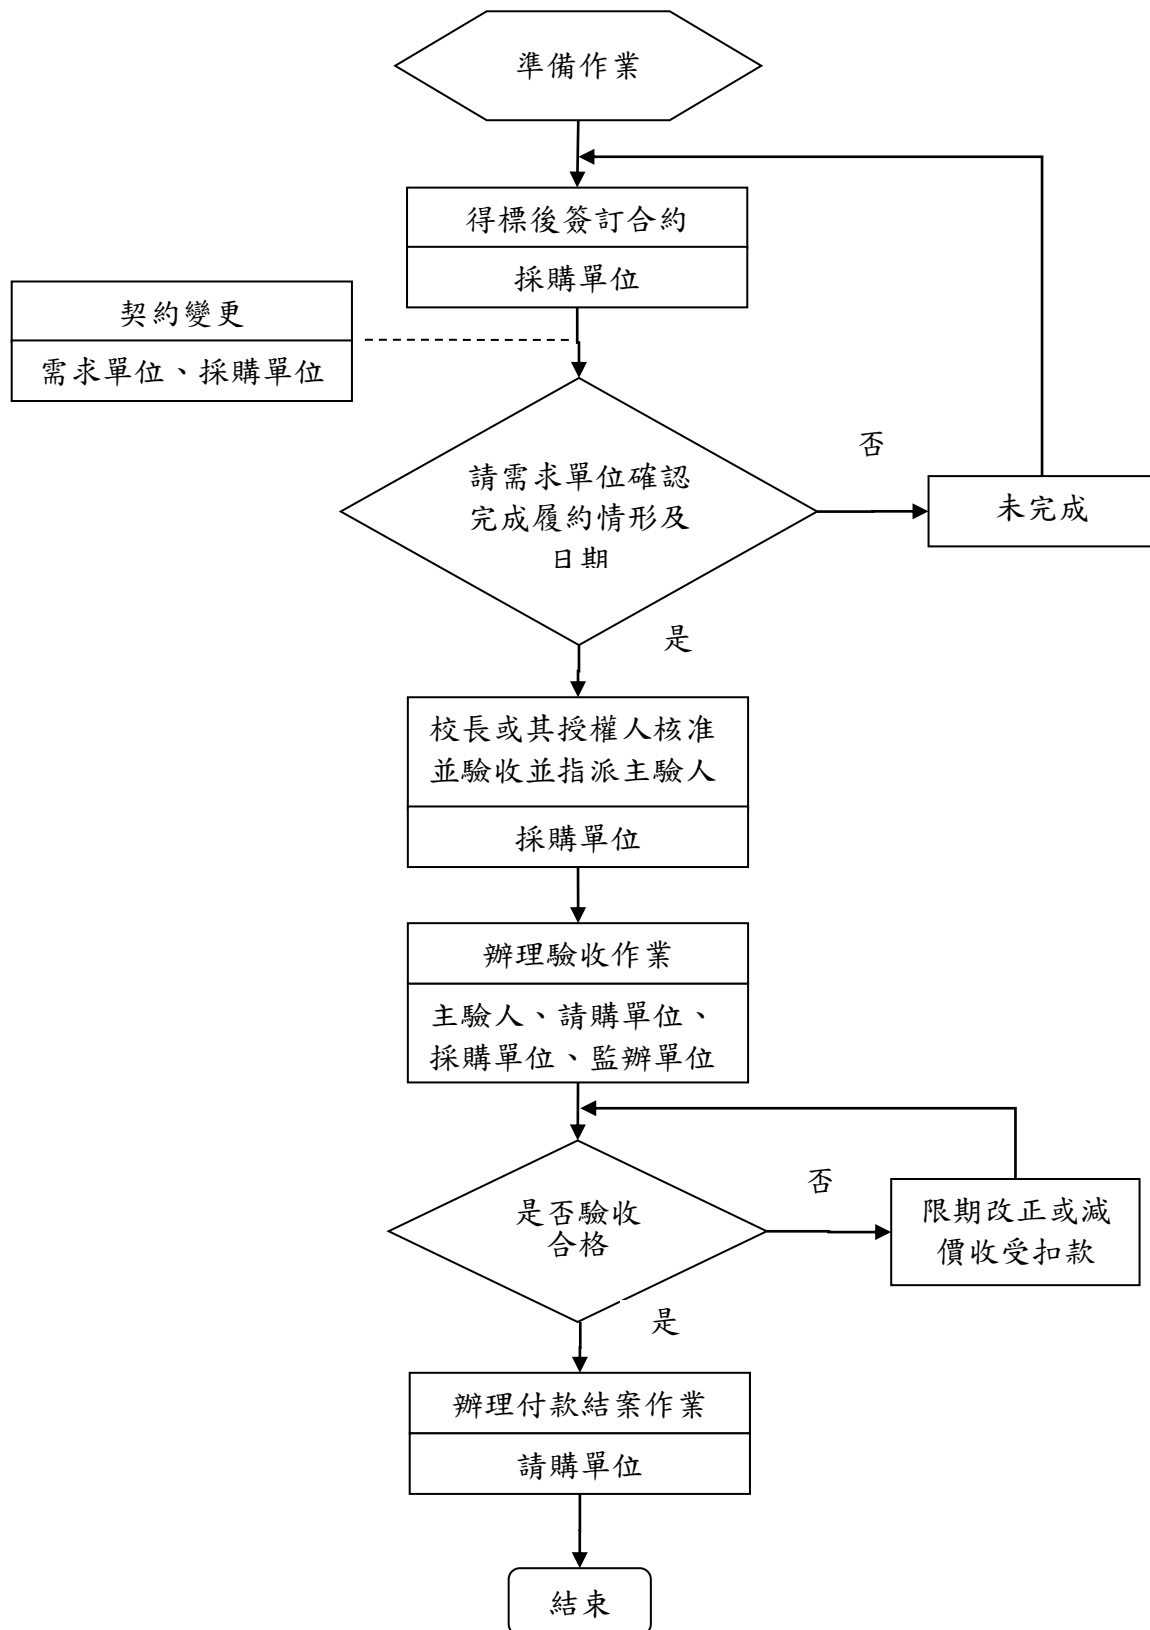 準備作業
得標後簽訂合約
採購單位
契約變更
需求單位、採購單位
請需求單位確認
完成履約情形及
日期
否
未完成
是
校長或其授權人核准
並驗收並指派主驗人
採購單位
辦理驗收作業
主驗人、請購單位、
採購單位、監辦單位
是否驗收
合格
否
限期改正或減
價收受扣款
是
辦理付款結案作業
請購單位
結束